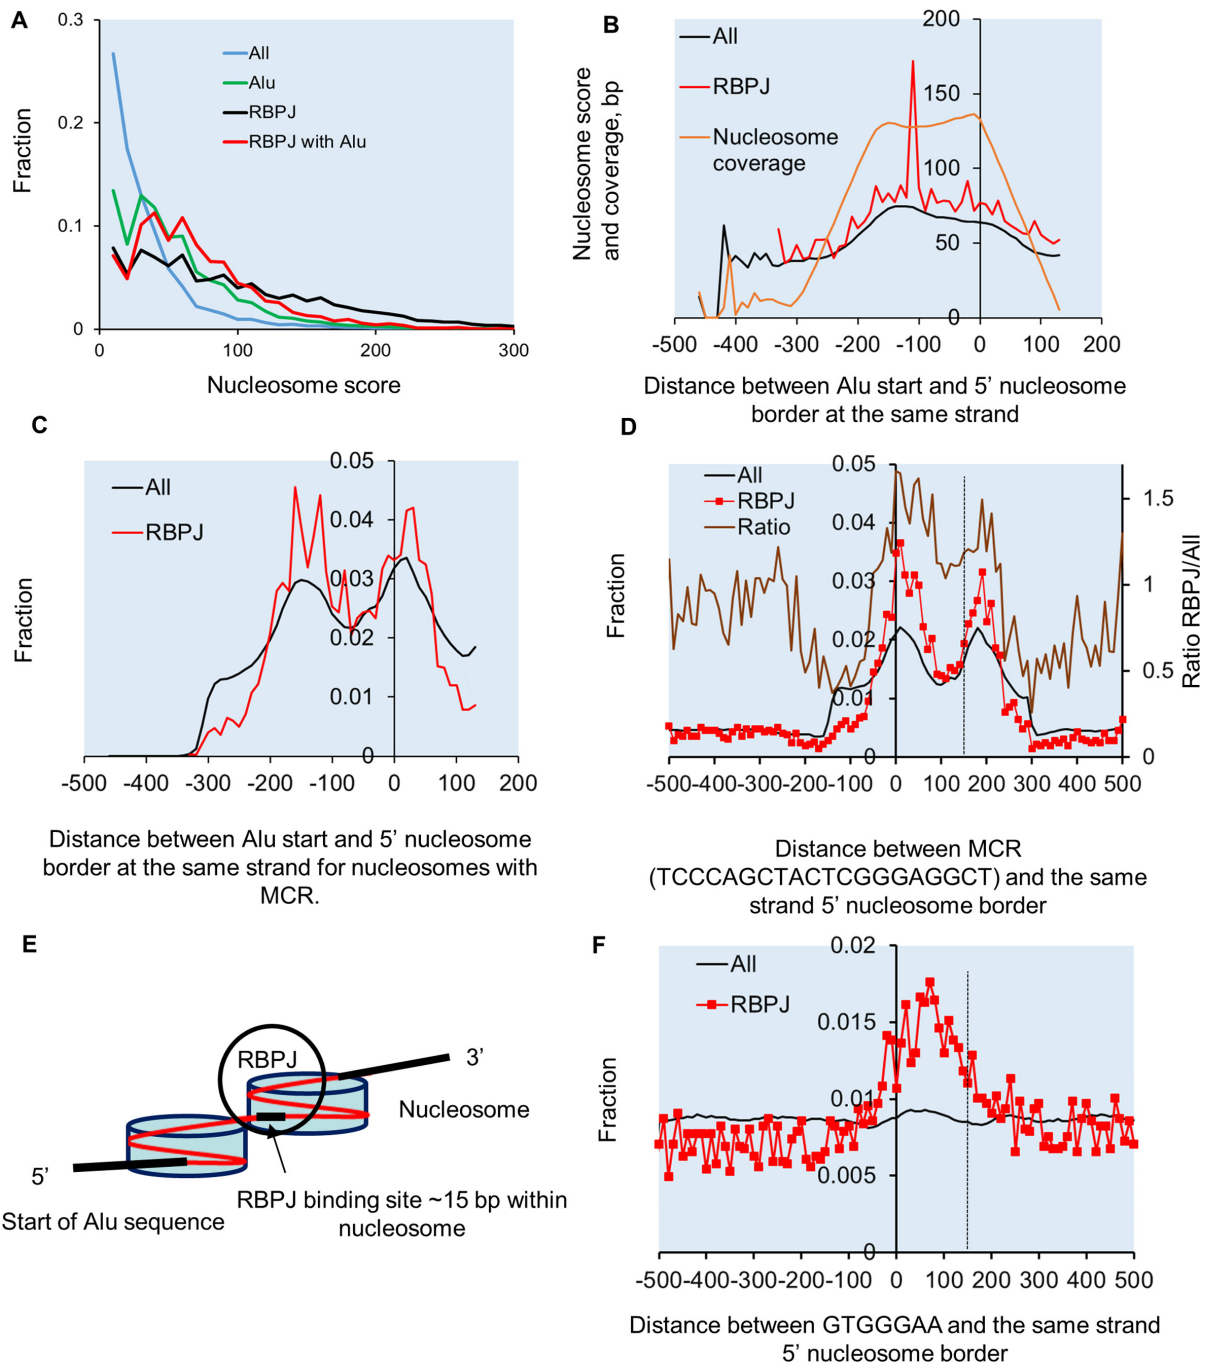 A
0.3
0.2
0.1
0
Fraction
All
Alu
RBPJ
RBPJ with Alu
0
100
200
300
Nucleosome score
B
Nucleosome score
and coverage, bp
All
RBPJ
Nucleosome
coverage
200
150
100
50
0
-500
-400
-300
-200
-100
0
100
200
Distance between Alu start and 5’ nucleosome
border at the same strand
C
Fraction
All
RBPJ
0.05
0.04
0.03
0.02
0.01
0
-500
-400
-300
-200
-100
0
100
200
Distance between Alu start and 5’ nucleosome
border at the same strand for nucleosomes with
MCR.
D
Fraction
All
RBPJ
Ratio
0.05
0.04
0.03
0.02
0.01
0
1.5
1
0.5
0
Ratio RBPJ/All
-500-400-300-200-100 0 100 200 300 400 500
Distance between MCR
(TCCCAGCTACTCGGGAGGCT) and the same
strand 5’ nucleosome border
E
RBPJ
3’
Nucleosome
5’
RBPJ binding site ~15 bp within
nucleosome
Start of Alu sequence
F
Fraction
All
RBPJ
0.02
0.015
0.01
0.005
0
-500-400-300-200-100 0 100 200 300 400 500
Distance between GTGGGAA and the same strand
5’ nucleosome border